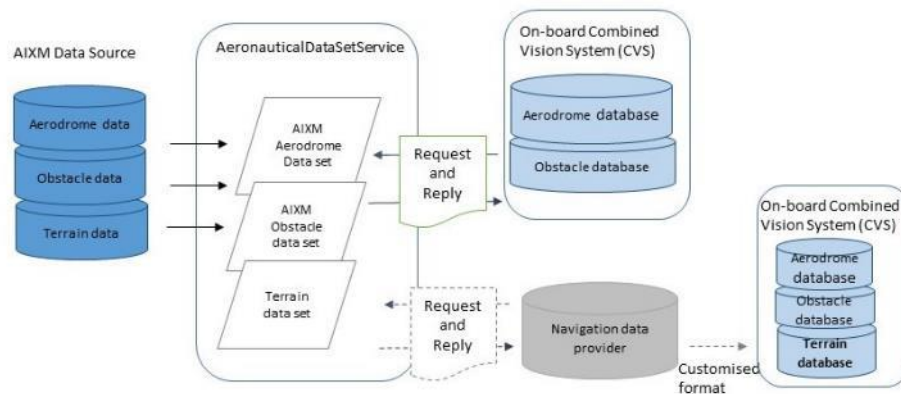 AIXM Data Source
Aerodrome data
Obstacle data
Terrain data
AeronauticalDataSetService
AIXM
Aerodrome
Data set
AIXM
Obstacle
data set
Terrain
data set
Request
and
Reply
Request
and
Reply
On-board Combined
Vision System (CVS)
Aerodrome database
Obstacle database
Navigation data
provider
Customised
format
On-board Combined
Vision System (CVS)
Aerodrome
database
Obstacle
database
Terrain
database